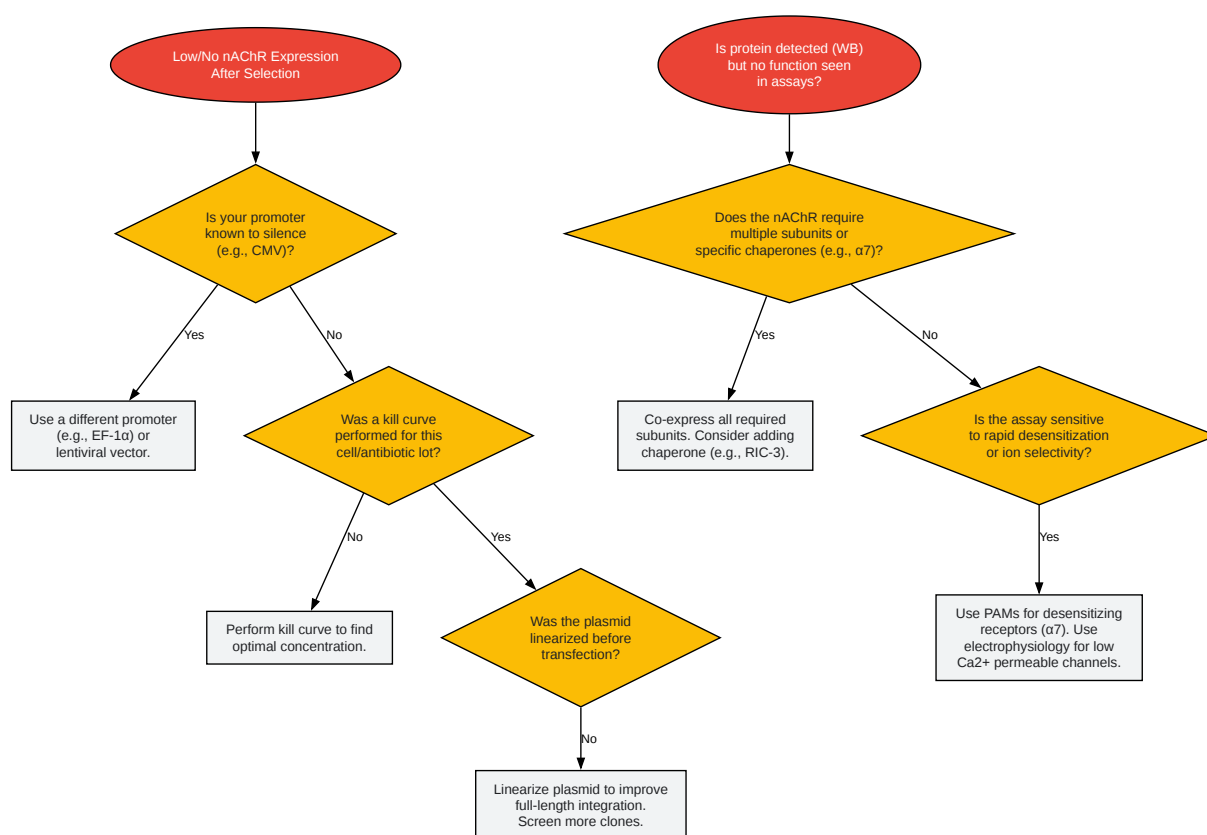 Low/No nAChR Expression
After Selection
Is your promoter
known to silence
(e.g., CMV)?
Yes
No
Use a different promoter
(e.g., EF-1α) or
lentiviral vector.
Was a kill curve
performed for this
cell/antibiotic lot?
No
Yes
Perform kill curve to find
optimal concentration.
Was the plasmid
linearized before
transfection?
No
Linearize plasmid to improve
full-length integration.
Screen more clones.
Is protein detected (WB)
but no function seen
in assays?
Does the nAChR require
multiple subunits or
specific chaperones (e.g., α7)?
Yes
No
Co-express all required
subunits. Consider adding
chaperone (e.g., RIC-3).
Is the assay sensitive
to rapid desensitization
or ion selectivity?
Yes
Use PAMs for desensitizing
receptors (α7). Use
electrophysiology for low
Ca2+ permeable channels.